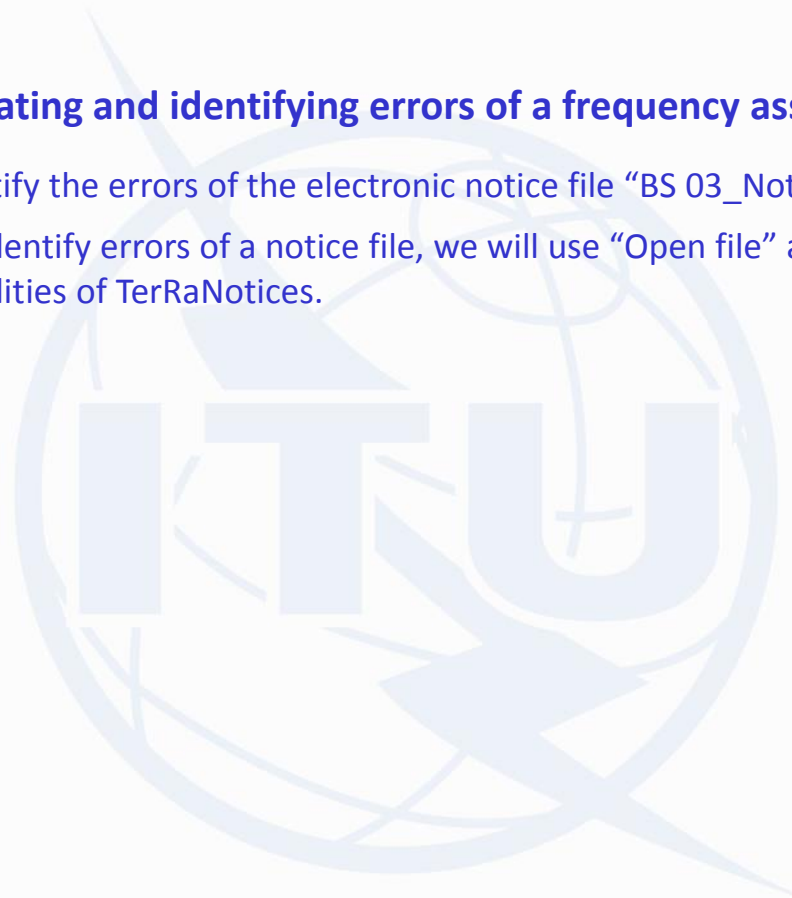 ating and identifying errors of a frequency ass
tify the errors of the electronic notice file “BS 03_Not
dentify errors of a notice file, we will use “Open file” a
lities of TerRaNotices.
ITU